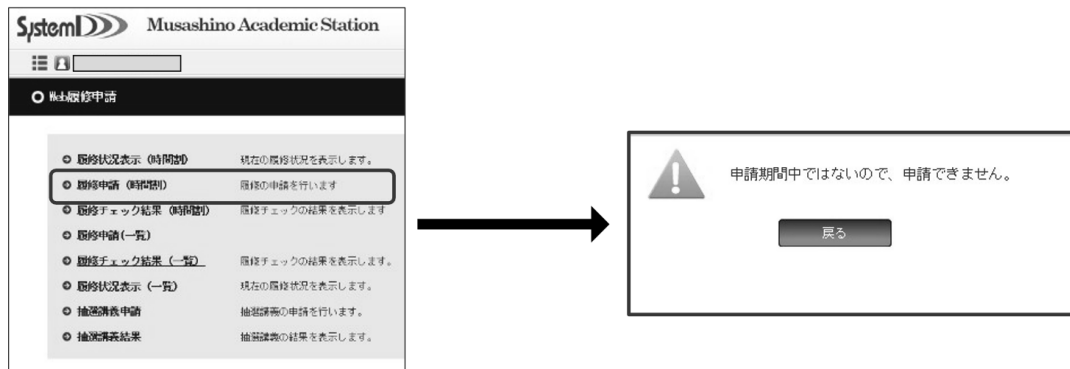 SystemD Musashino Academic Station
Web履修申請
履修状況表示（時間割） 現在の履修状況を表示します。
履修申請（時間割） 履修の申請を行います
履修チェック結果（時間割） 履修チェックの結果を表示します
履修申請(一覧)
履修チェック結果（一覧） 履修チェックの結果を表示します。
履修状況表示（一覧） 現在の履修状況を表示します。
抽選講義申請 抽選講義の申請を行います。
抽選講義結果 抽選講義の結果を表示します。
申請期間中ではないので、申請できません。
戻る